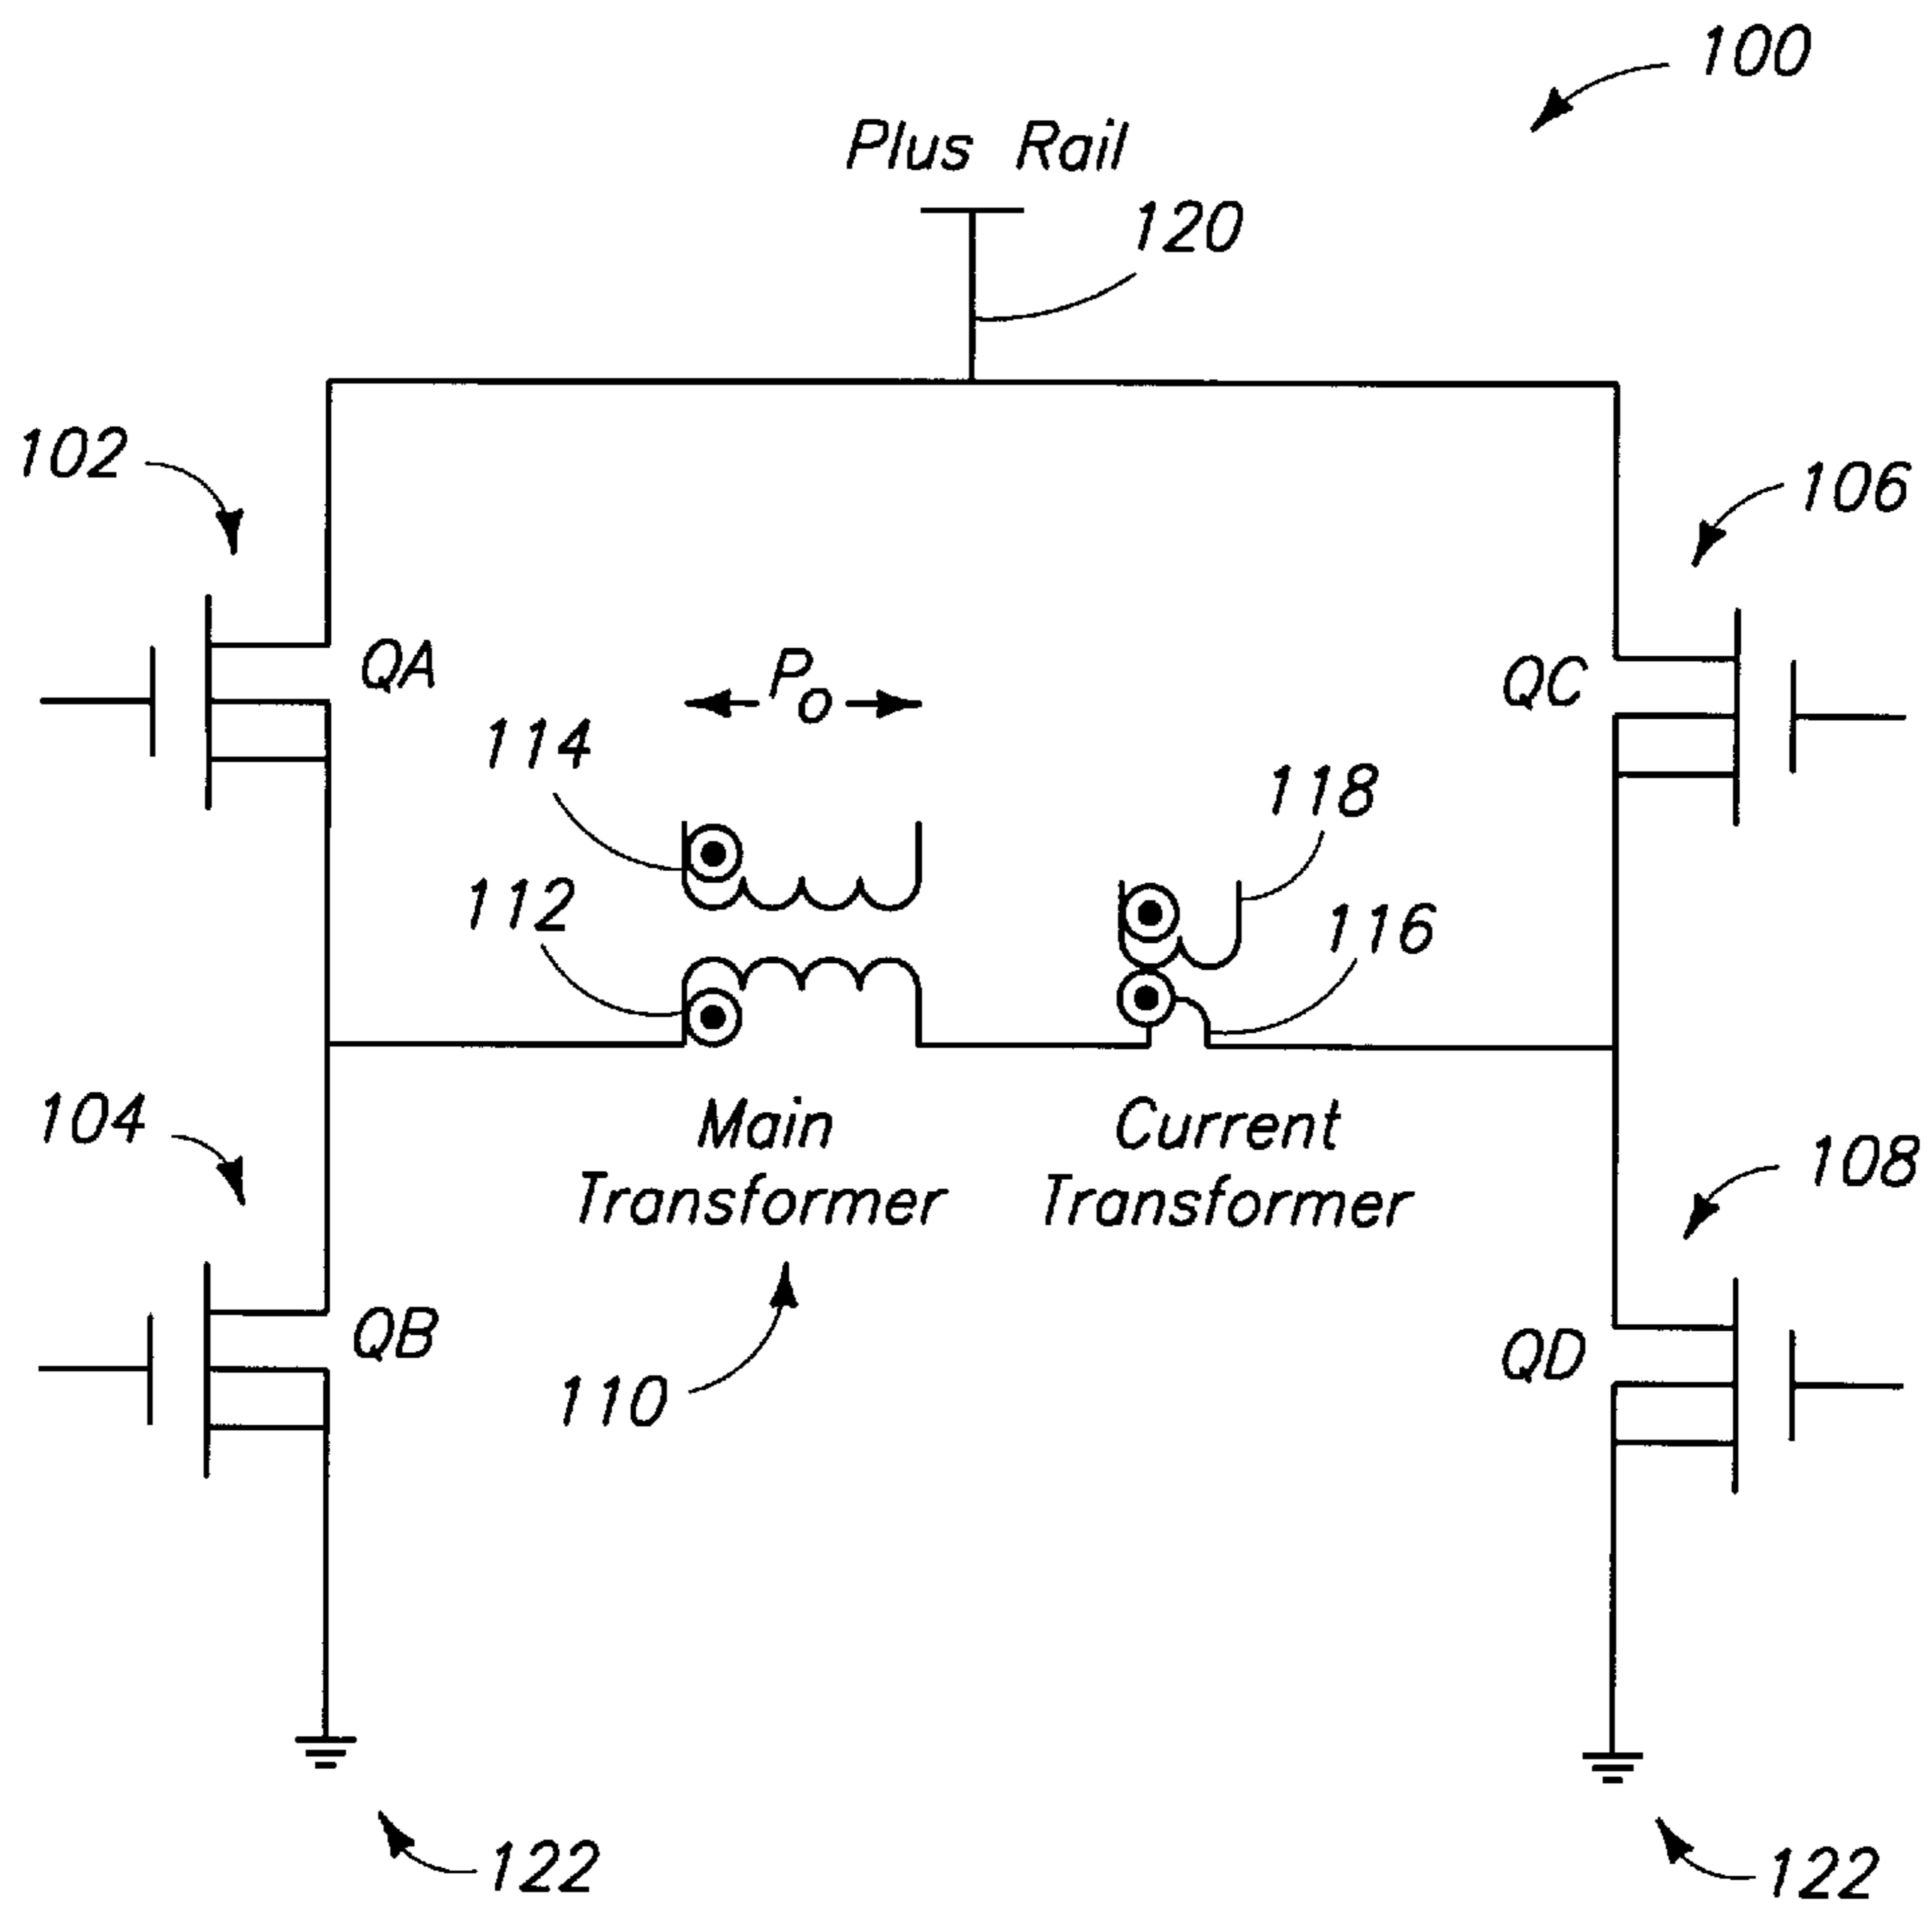 100
Plus Rail
120
102
106
QA
QC
Po
114
118
112
116
104
Main
Transformer
Current
Transformer
108
QB
QD
110
122
122